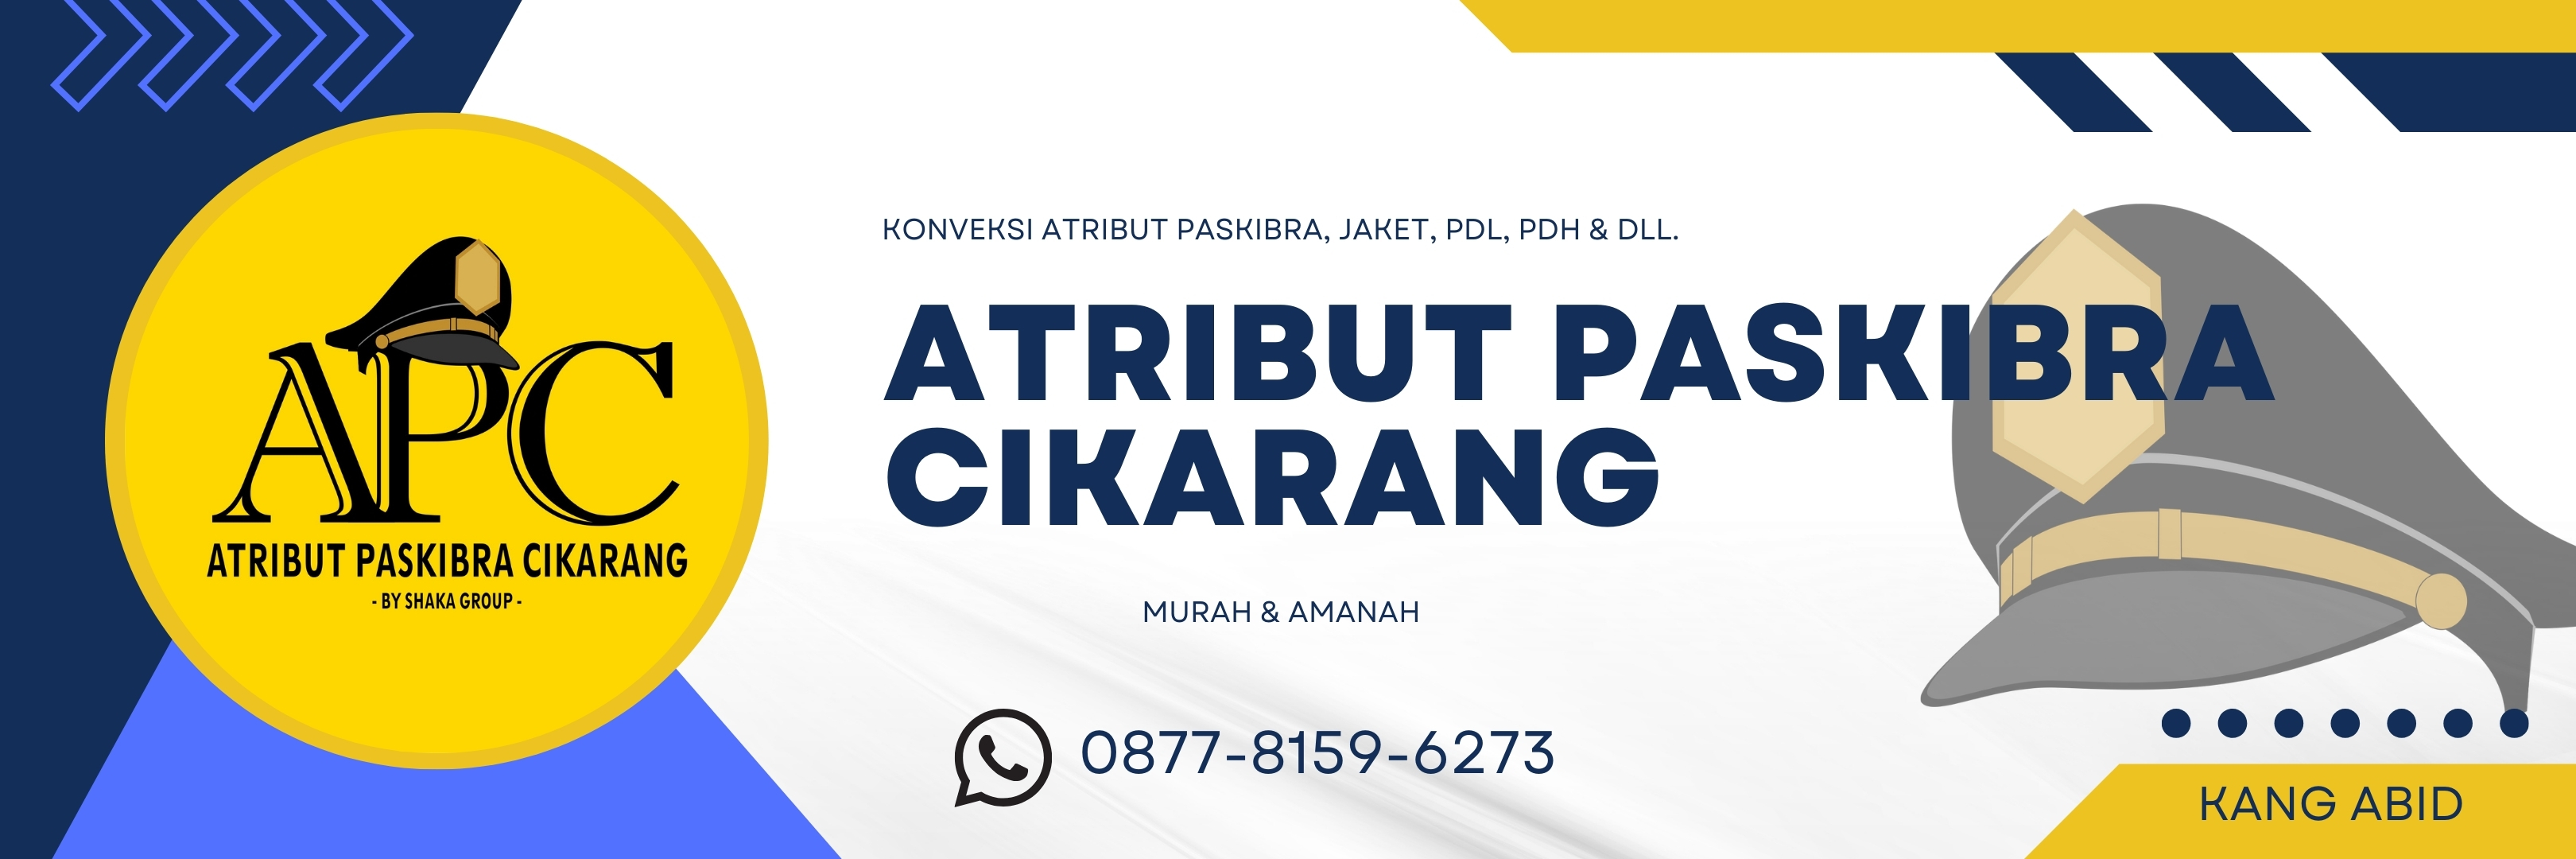 APC
ATRIBUT PASKIBRA CIKARANG
- BY SHAKA GROUP -
KONVEKSI ATRIBUT PASKIBRA, JAKET, PDL, PDH & DLL.
ATRIBUT PASKIBRA
CIKARANG
MURAH & AMANAH
0877-8159-6273
KANG ABID